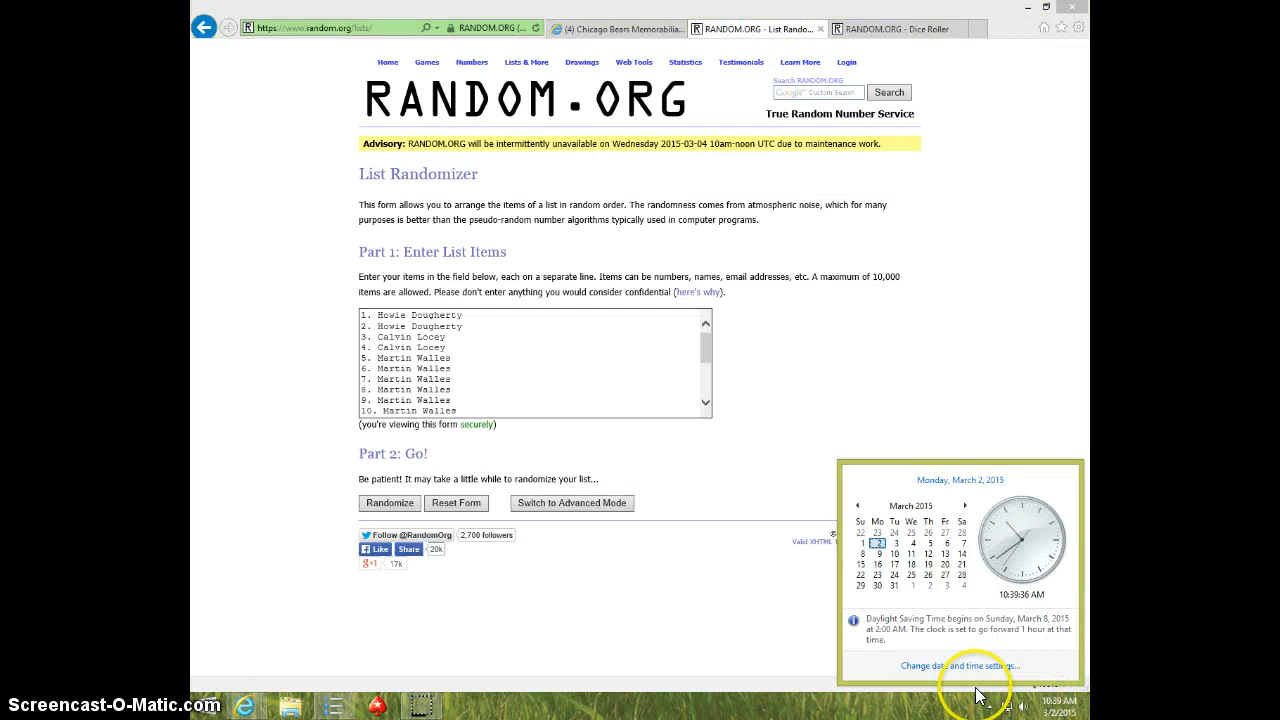 https://www.random.org/lists/
RANDOM.ORG (...
(4) Chicago Bears Memorabilia...
RANDOM.ORG - List Rando...
RANDOM.ORG - Dice Roller
Home Games Numbers Lists & More Drawings Web Tools Statistics Testimonials Learn More Login
RANDOM.ORG
Search RANDOM.ORG
Google™ Custom Search
Search
True Random Number Service
Advisory: RANDOM.ORG will be intermittently unavailable on Wednesday 2015-03-04 10am-noon UTC due to maintenance work.
List Randomizer
This form allows you to arrange the items of a list in random order. The randomness comes from atmospheric noise, which for many
purposes is better than the pseudo-random number algorithms typically used in computer programs.
Part 1: Enter List Items
Enter your items in the field below, each on a separate line. Items can be numbers, names, email addresses, etc. A maximum of 10,000
items are allowed. Please don't enter anything you would consider confidential (here's why).
1. Howie Dougherty
2. Howie Dougherty
3. Calvin Locey
4. Calvin Locey
5. Martin Walles
6. Martin Walles
7. Martin Walles
8. Martin Walles
9. Martin Walles
10. Martin Walles
(you're viewing this form securely)
Part 2: Go!
Be patient! It may take a little while to randomize your list...
Randomize Reset Form Switch to Advanced Mode
Follow @RandomOrg 2,700 followers
Like Share 20k
g+1 17k
©
Valid XHTML 1
Monday, March 2, 2015
March 2015
Su Mo Tu We Th Fr Sa
22 23 24 25 26 27 28
1 2 3 4 5 6 7
8 9 10 11 12 13 14
15 16 17 18 19 20 21
22 23 24 25 26 27 28
29 30 31 1 2 3 4
10:39:36 AM
Daylight Saving Time begins on Sunday, March 8, 2015
at 2:00 AM. The clock is set to go forward 1 hour at that
time.
Change date and time settings...
10:39 AM
3/2/2015
Screencast-O-Matic.com